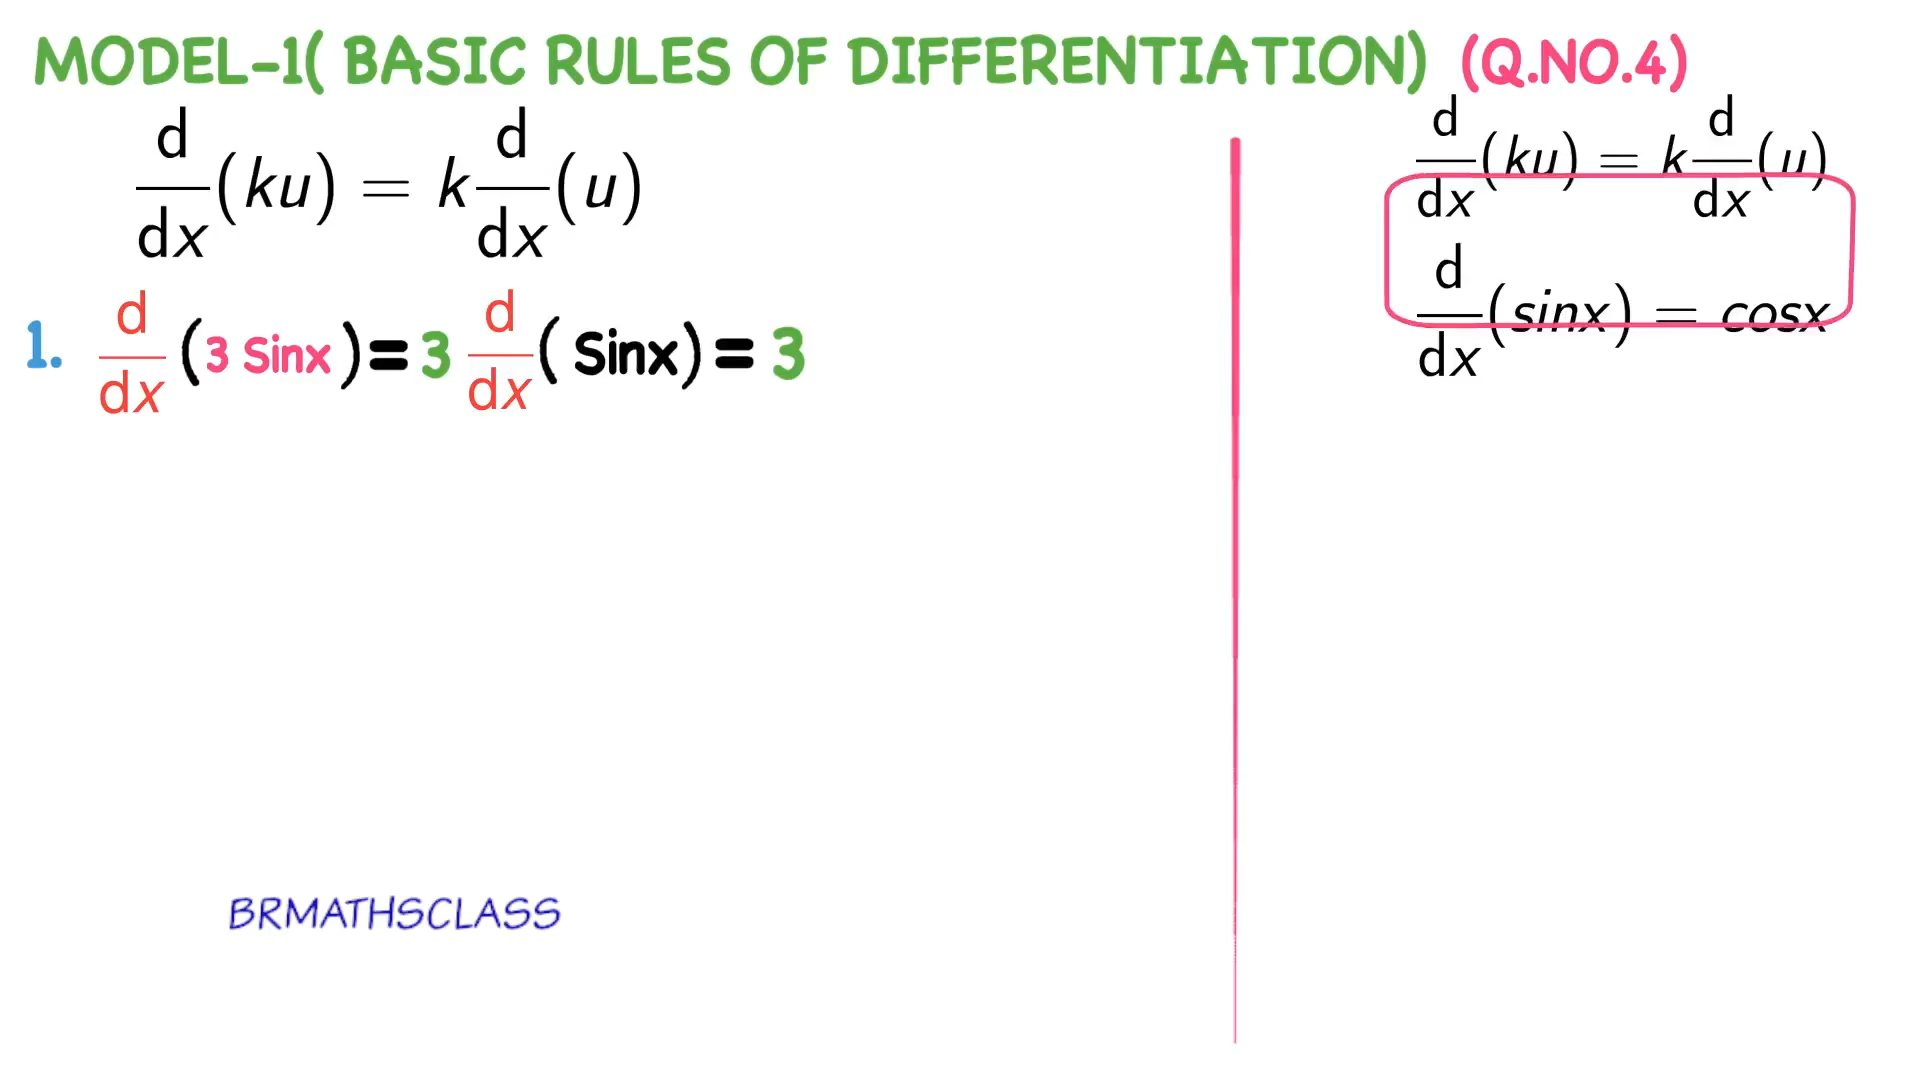 MODEL-1( BASIC RULES OF DIFFERENTIATION) (Q.NO.4)
d/dx(ku) = k d/dx(u)
1. d/dx (3 Sinx) = 3 d/dx ( Sinx) = 3
d/dx(ku) = k d/dx(u)
d/dx(sinx) = cosx
BRMATHSCLASS